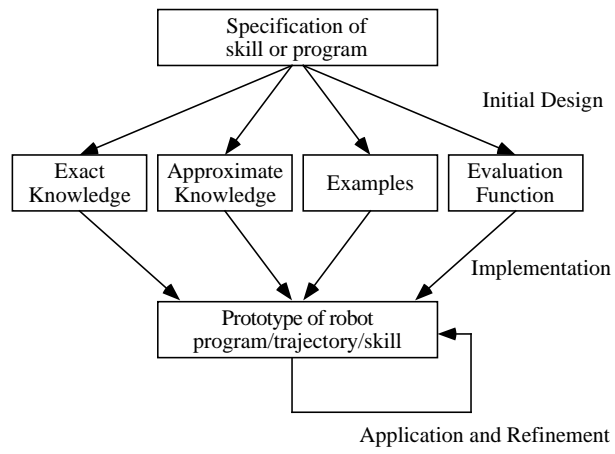 Specification of
skill or program
Initial Design
Exact
Knowledge
Approximate
Knowledge
Examples
Evaluation
Function
Implementation
Prototype of robot
program/trajectory/skill
Application and Refinement